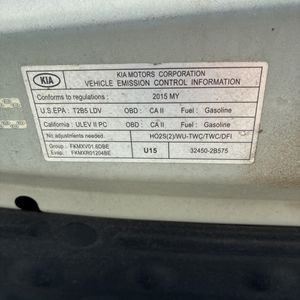 KIA
KIA MOTORS CORPORATION
VEHICLE EMISSION CONTROL INFORMATION
Conforms to regulations : 2015 MY
U.S.EPA : T2B5 LDV OBD : CA II Fuel : Gasoline
California : ULEV II PC OBD : CA II Fuel : Gasoline
No adjustments needed. HO2S(2)/WU-TWC/TWC/DFI
Group : FKMXV01.6DBE
Evap : FKMXR01204BE
U15 32450-2B575